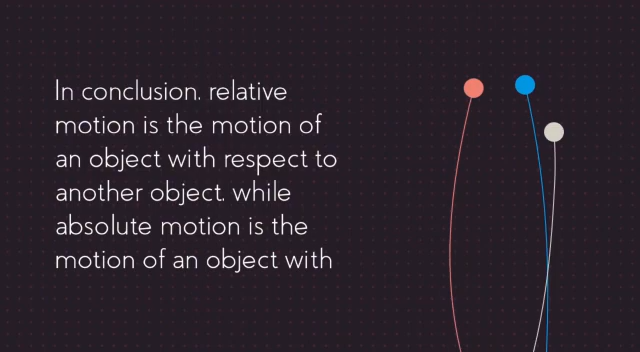 In conclusion. relative
motion is the motion of
an object with respect to
another object. while
absolute motion is the
motion of an object with